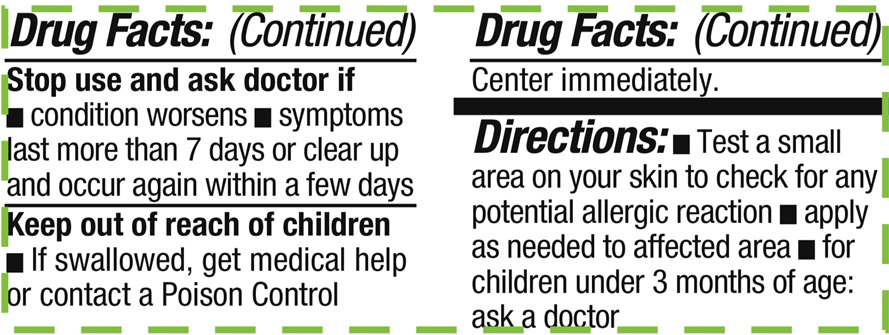 Drug Facts: (Continued)
Stop use and ask doctor if
■ condition worsens ■ symptoms
last more than 7 days or clear up
and occur again within a few days
Keep out of reach of children
■ If swallowed, get medical help
or contact a Poison Control
Drug Facts: (Continued)
Center immediately.
Directions: ■ Test a small
area on your skin to check for any
potential allergic reaction ■ apply
as needed to affected area ■ for
children under 3 months of age:
ask a doctor